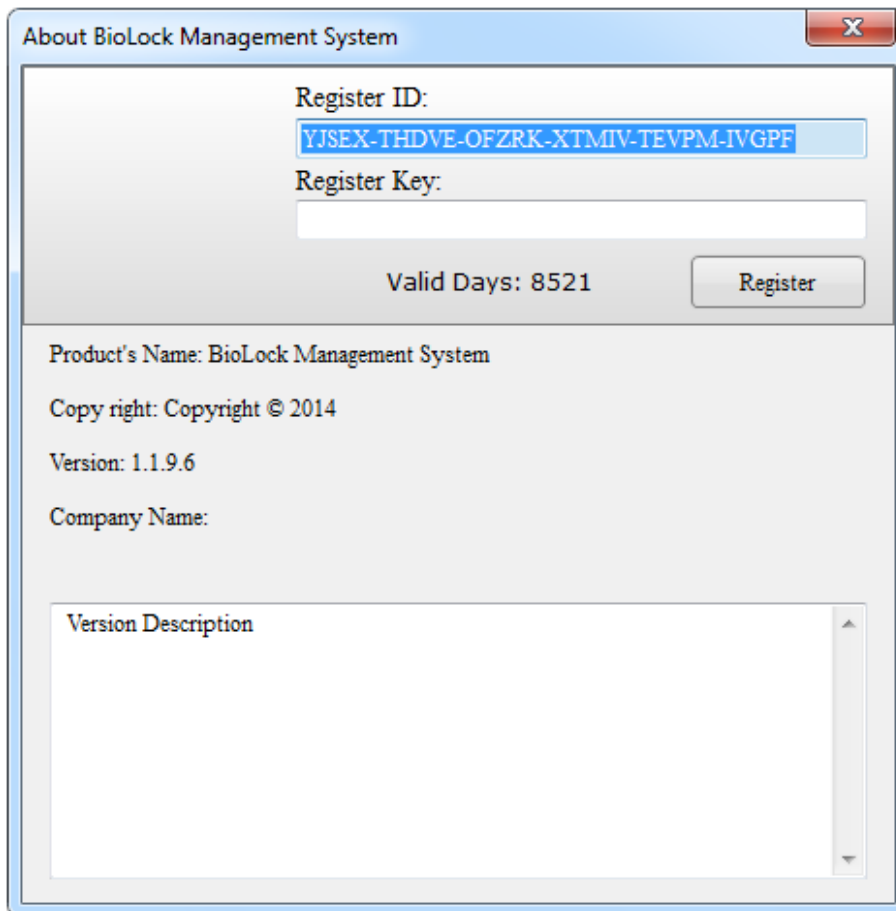 About BioLock Management System
Register ID:
YJSEX-THDVE-OFZRK-XTMIV-TEVPM-IVGPF
Register Key:
Valid Days: 8521
Register
Product's Name: BioLock Management System
Copy right: Copyright © 2014
Version: 1.1.9.6
Company Name:
Version Description